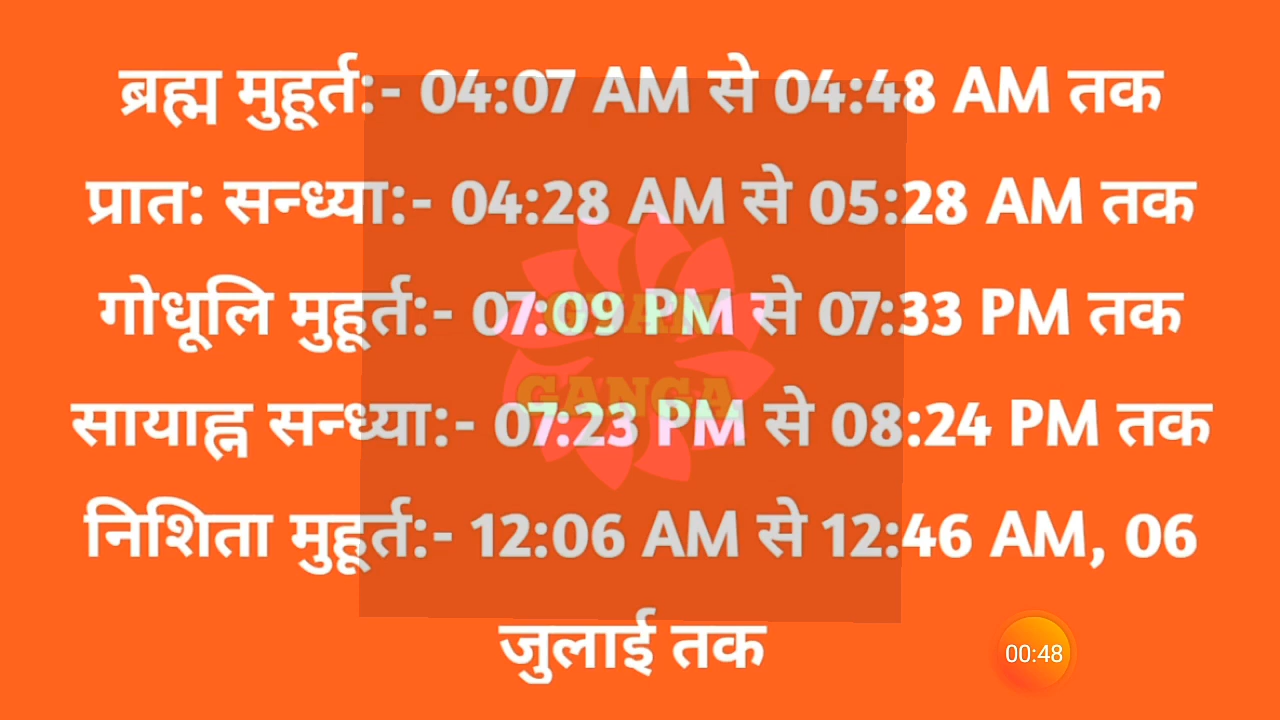 ब्रह्म मुहूर्त:- 04:07 AM से 04:48 AM तक
प्रात: सन्ध्या:- 04:28 AM से 05:28 AM तक
गोधूलि मुहूर्त:- 07:09 PM से 07:33 PM तक
सायाह्न सन्ध्या:- 07:23 PM से 08:24 PM तक
निशिता मुहूर्त:- 12:06 AM से 12:46 AM, 06
जुलाई तक
GANGA
00:48